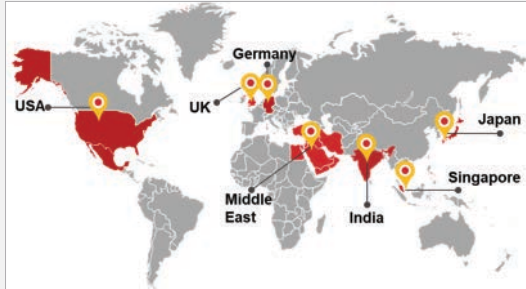 Germany
USA
UK
Japan
Middle
East
India
Singapore